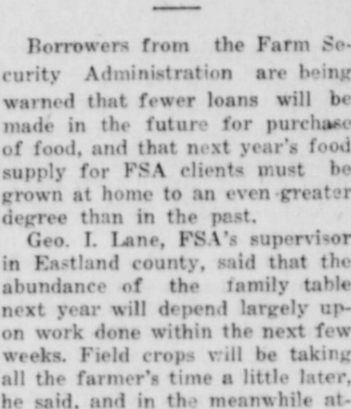 Borrowers from the Farm Se-
curity Administration are being
warned that fewer loans will be
made in the future for purchase
of food, and that next year's food
supply for FSA clients must be
grown at home to an even greater
degree than in the past.
Geo. I. Lane, FSA's supervisor
in Eastland county, said that the
abundance of the family table
next year will depend largely up-
on work done within the next few
weeks. Field crops will be taking
all the farmer's time a little later,
he said, and in the meanwhile at-